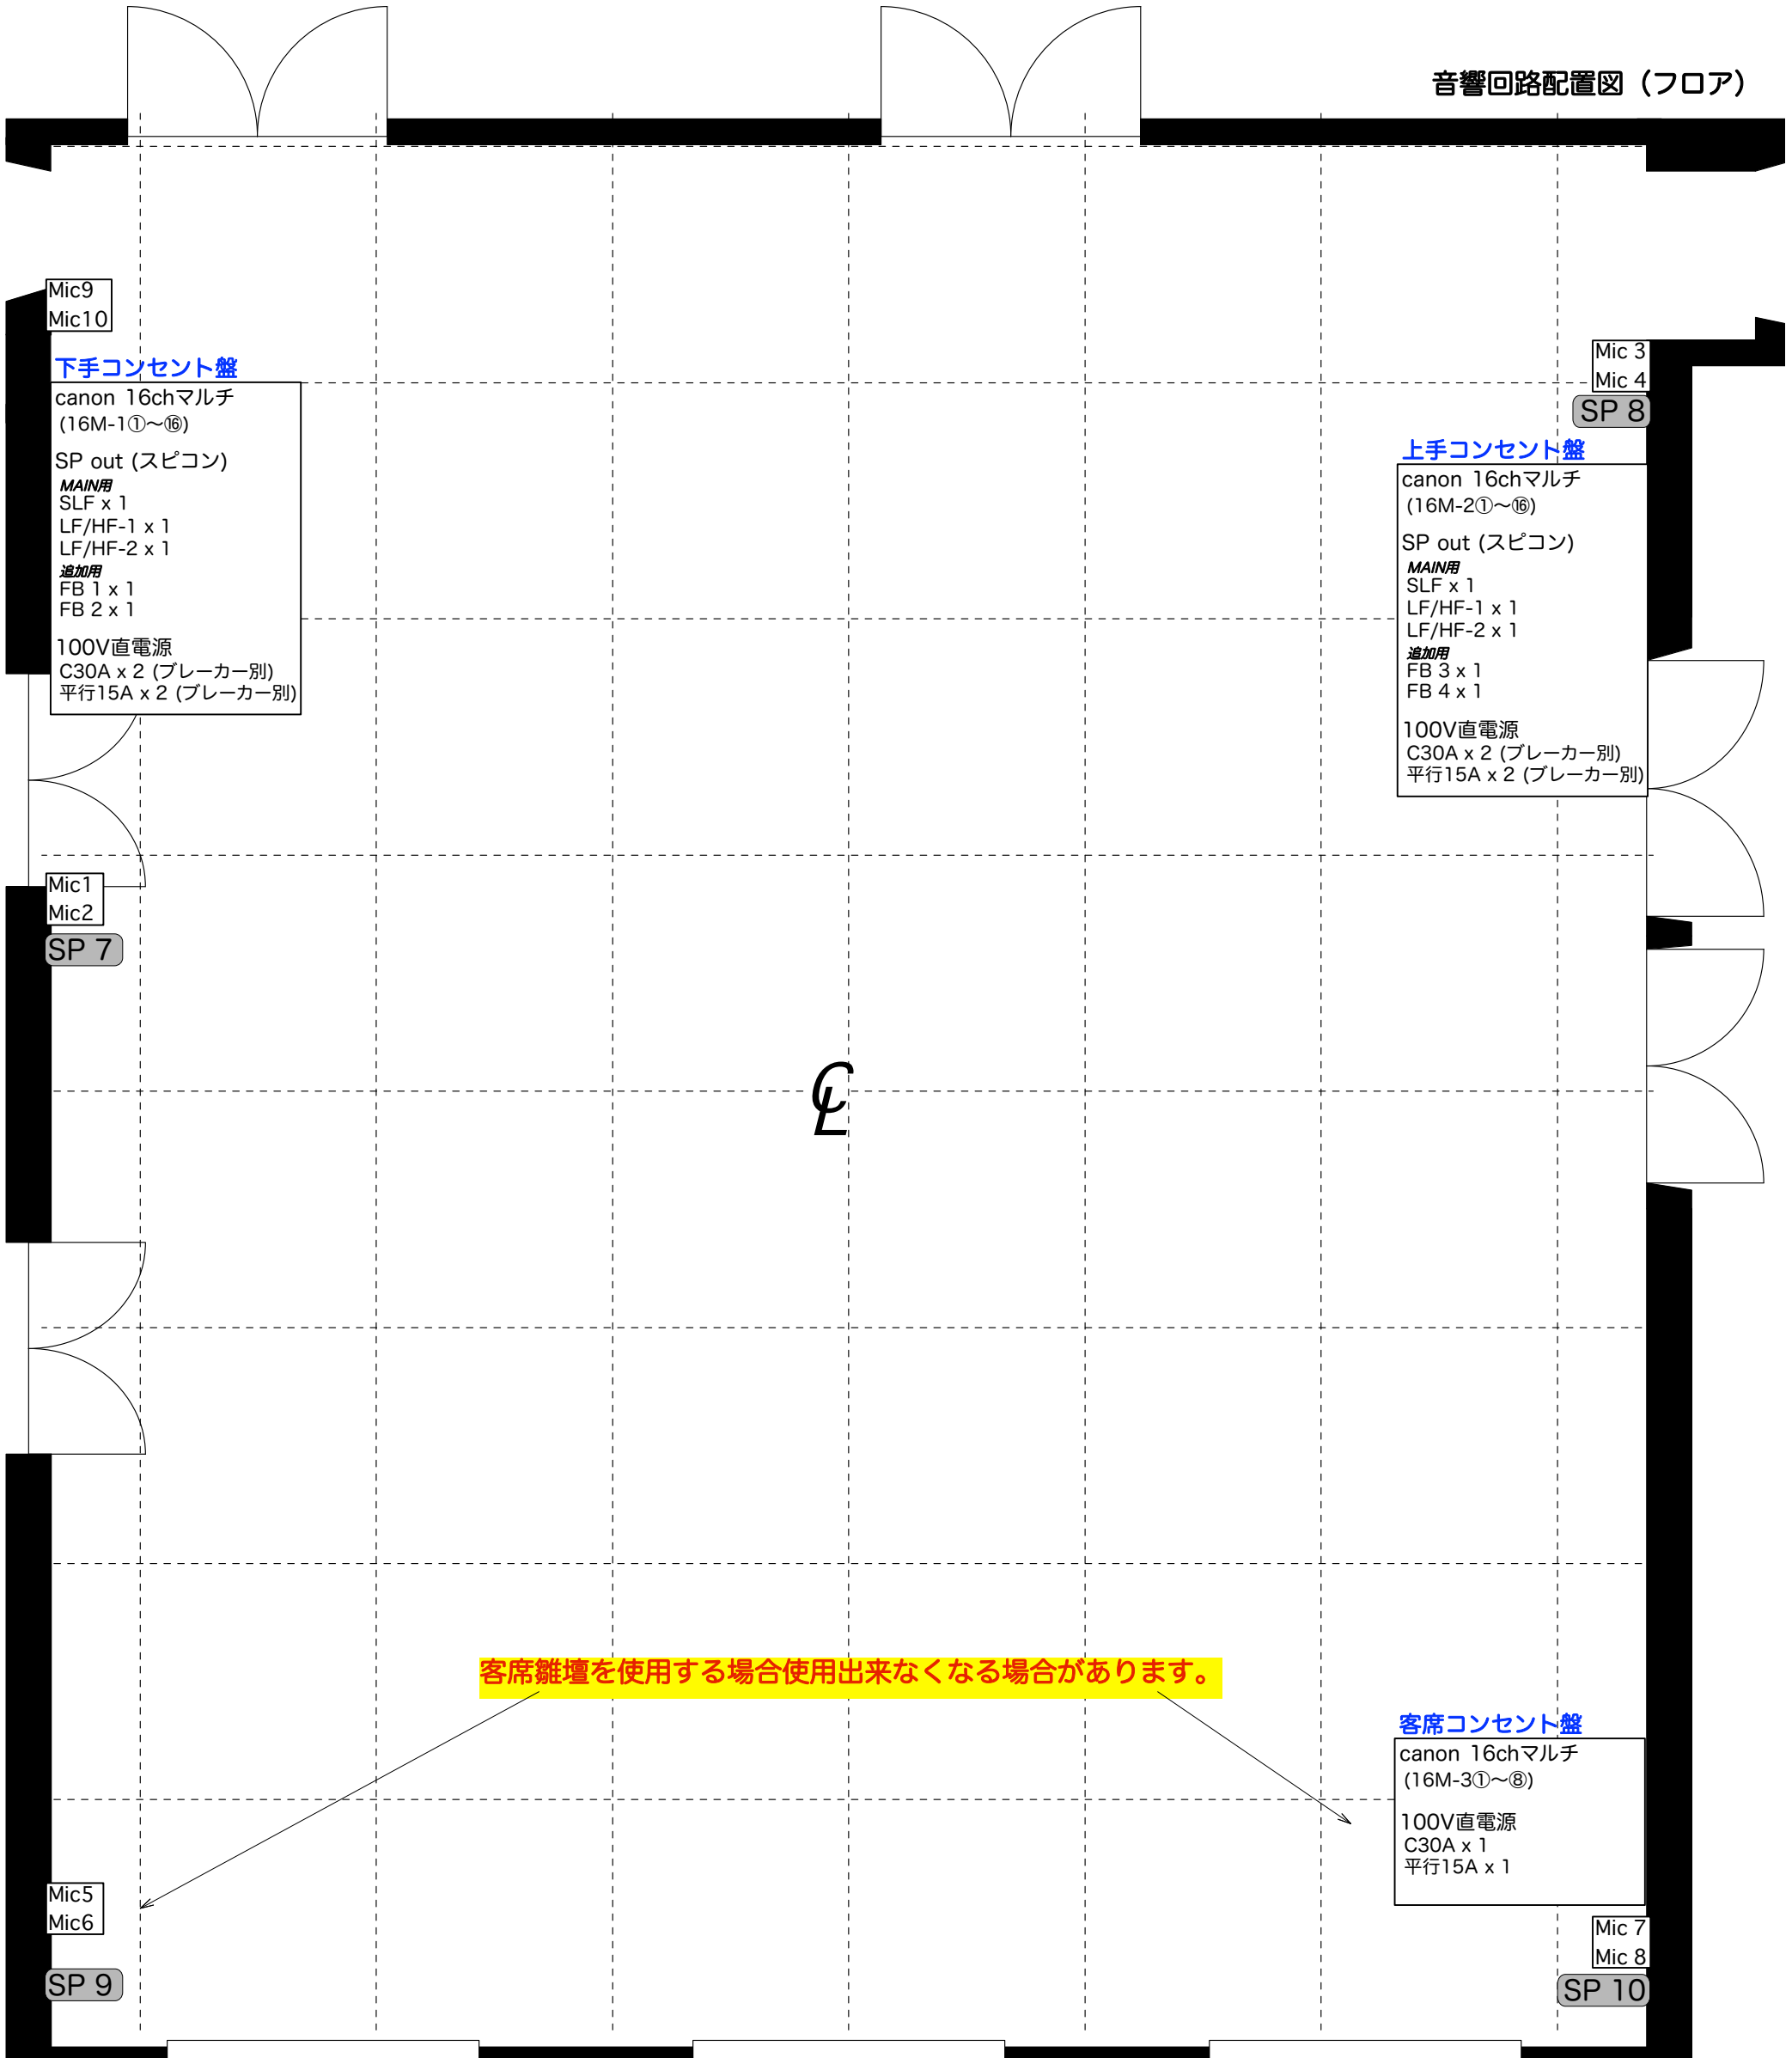 音響回路配置図（フロア）
Mic9
Mic10
下手コンセント盤
canon 16chマルチ
(16M-1①〜⑯)
SP out (スピコン)
MAIN用
SLF x 1
LF/HF-1 x 1
LF/HF-2 x 1
追加用
FB 1 x 1
FB 2 x 1
100V直電源
C30A x 2 (ブレーカー別)
平行15A x 2 (ブレーカー別)
Mic 3
Mic 4
SP 8
上手コンセント盤
canon 16chマルチ
(16M-2①〜⑯)
SP out (スピコン)
MAIN用
SLF x 1
LF/HF-1 x 1
LF/HF-2 x 1
追加用
FB 3 x 1
FB 4 x 1
100V直電源
C30A x 2 (ブレーカー別)
平行15A x 2 (ブレーカー別)
Mic1
Mic2
SP 7
CL
客席雛壇を使用する場合使用出来なくなる場合があります。
客席コンセント盤
canon 16chマルチ
(16M-3①〜⑧)
100V直電源
C30A x 1
平行15A x 1
Mic5
Mic6
SP 9
Mic 7
Mic 8
SP 10